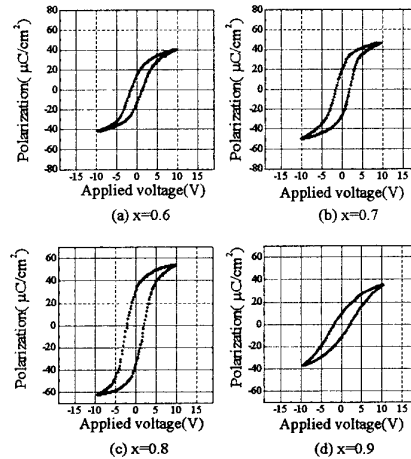 Polarization( μC/cm²)
80
60
40
20
0
-20
-40
-60
-80
-15 -10 -5 0 5 10 15
Applied voltage(V)
(a) x=0.6
Polarization( μC/cm²)
80
60
40
20
0
-20
-40
-60
-80
-15 -10 -5 0 5 10 15
Applied voltage(V)
(b) x=0.7
Polarization( μC/cm²)
60
40
20
0
-20
-40
-60
-15 -10 -5 0 5 10 15
Applied voltage(V)
(c) x=0.8
Polarization( μC/cm²)
60
40
20
0
-20
-40
-60
-15 -10 -5 0 5 10 15
Applied voltage(V)
(d) x=0.9